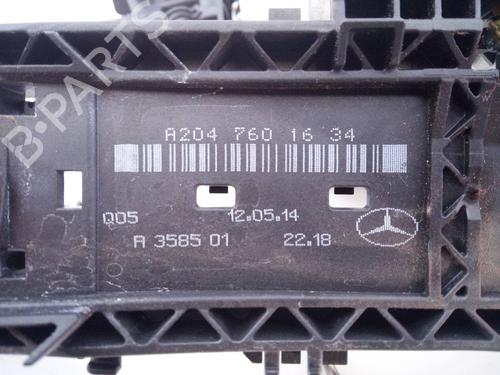 B-PARTS
A204 760 16 34
Q05 12.05.14
A 3585 01 22.18